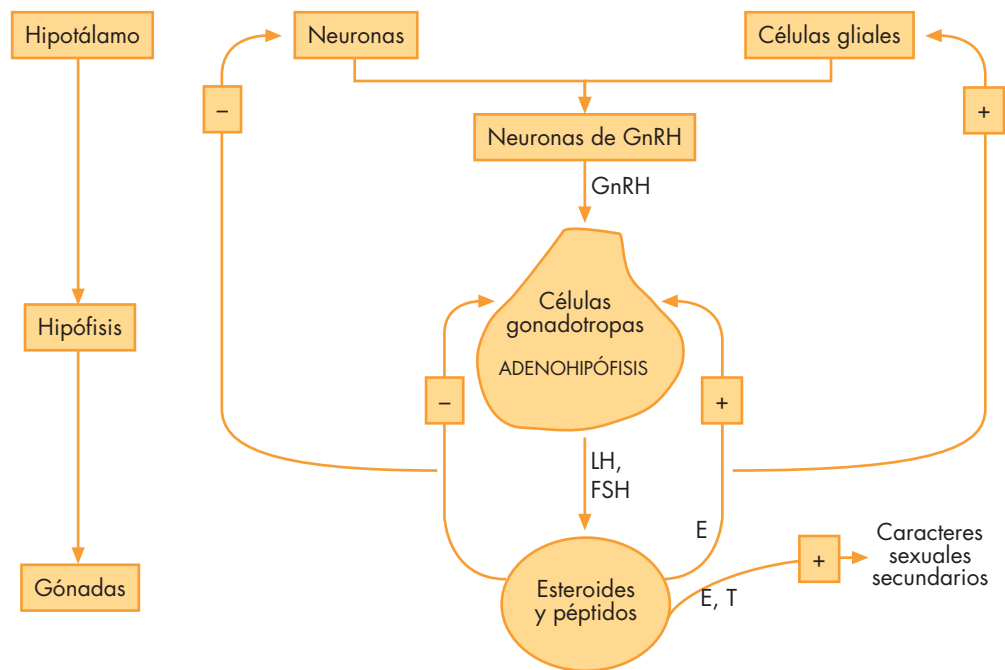 Hipotálamo
Neuronas
Células gliales
–
+
Neuronas de GnRH
GnRH
Hipófisis
Células
gonadotropas
ADENOHIPÓFISIS
–
+
LH,
FSH
E
Gónadas
Esteroides
y péptidos
E, T
+
Caracteres
sexuales
secundarios